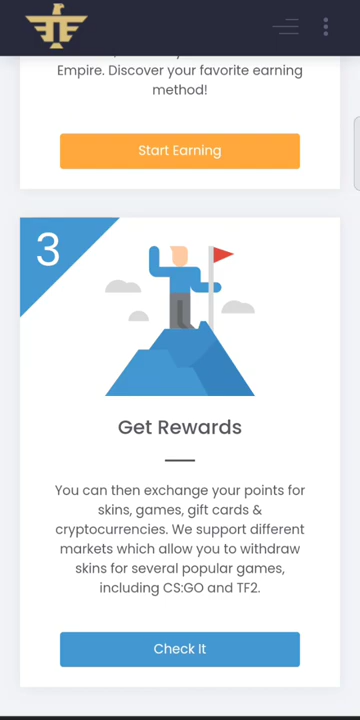 Empire. Discover your favorite earning
method!
Start Earning
3
Get Rewards
You can then exchange your points for
skins, games, gift cards &
cryptocurrencies. We support different
markets which allow you to withdraw
skins for several popular games,
including CS:GO and TF2.
Check It